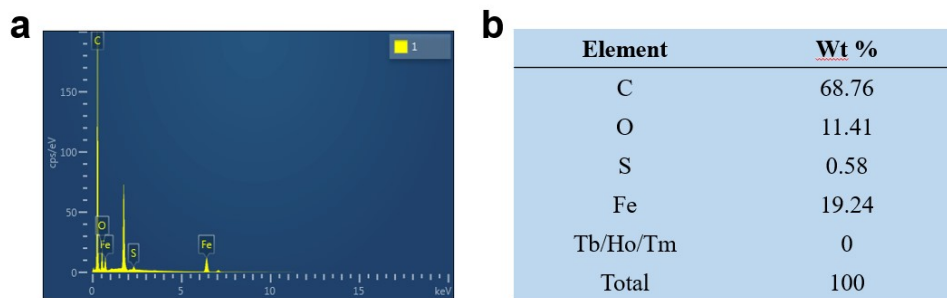 a
b
C
1
150
100
50
0
cps/eV
O
Fe
S
Fe
0
5
10
15
keV
Element Wt %
C 68.76
O 11.41
S 0.58
Fe 19.24
Tb/Ho/Tm 0
Total 100